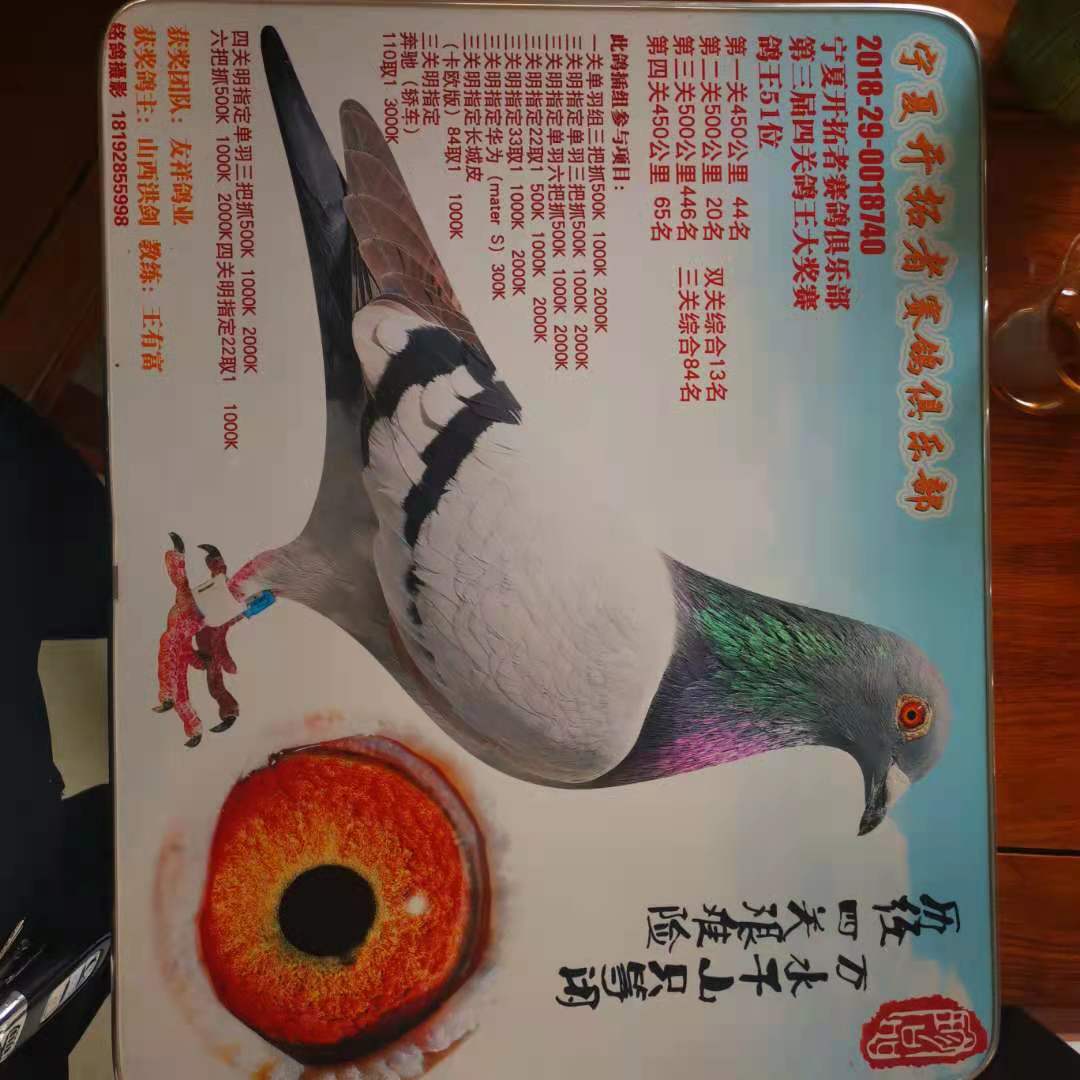 宁夏开拓者赛鸽俱乐部
2018-29-0018740
宁夏开拓者赛鸽俱乐部
第三届四关鸽王大奖赛
鸽王51位
第一关450公里 44名
第二关500公里 20名 双关综合13名
第三关500公里446名 三关综合84名
第四关450公里 65名
此鸽插组参与项目：
一关单羽组三把抓500K 1000K 2000K
三关明指定单羽三把抓500K 1000K 2000K
三关明指定单羽六把抓500K 1000K 2000K
三关明指定22取1 500K 1000K 2000K
三关明指定33取1 1000K 2000K
三关明指定华为（mater S）300K
三关明指定长城皮
（卡欧版）84取1 1000K
三关明指定
奔驰（轿车）
110取1 3000K
四关明指定单羽三把抓500K 1000K 2000K
六把抓500K 1000K 2000K四关明指定22取1 1000K
获奖团队：友祥鸽业
获奖鸽主：山西洪剑 教练：王有富
铭鸽摄影 18192855998
历经四关艰难险
万水千山只等闲